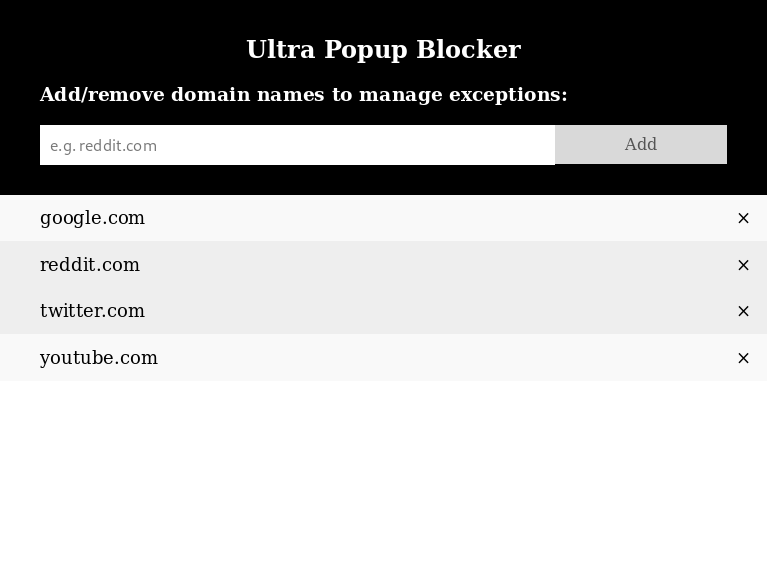 Ultra Popup Blocker
Add/remove domain names to manage exceptions:
e.g. reddit.com Add
google.com ×
reddit.com ×
twitter.com ×
youtube.com ×